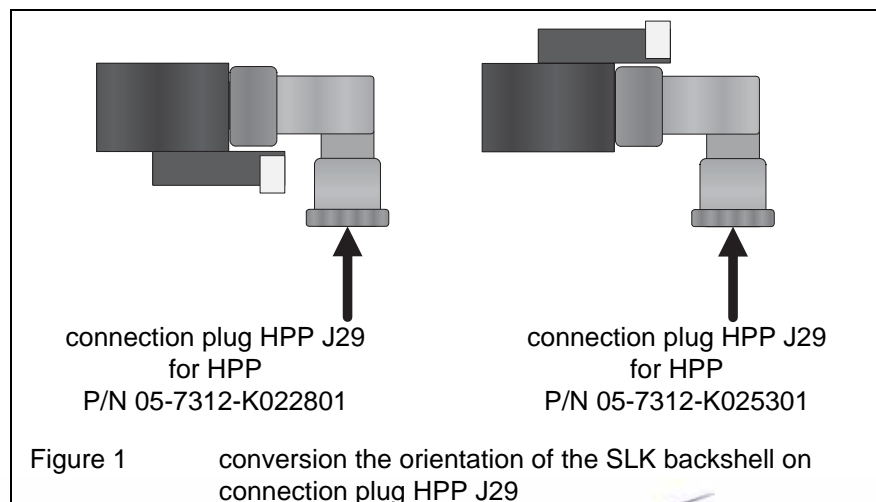 connection plug HPP J29
for HPP
P/N 05-7312-K022801
connection plug HPP J29
for HPP
P/N 05-7312-K025301
Figure 1 conversion the orientation of the SLK backshell on
connection plug HPP J29